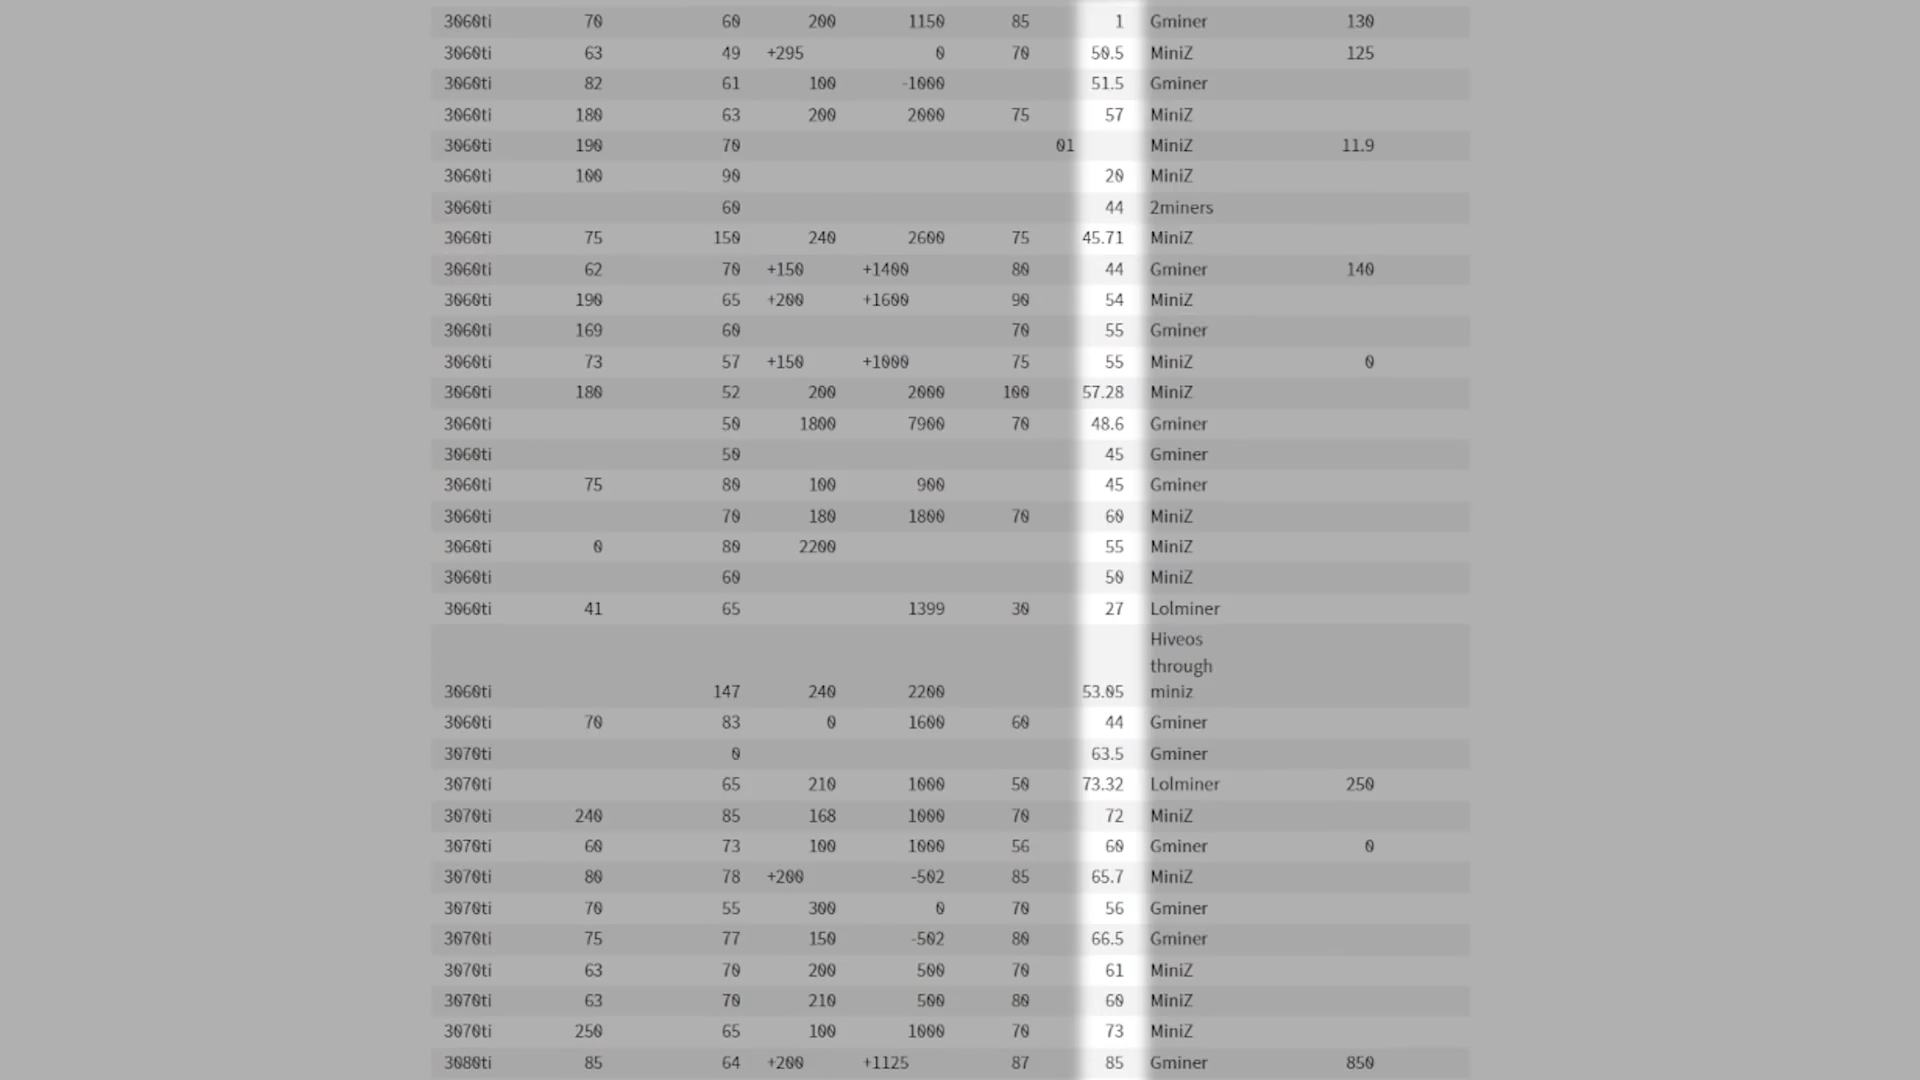 3060ti 70 60 200 1150 85 1 Gminer 130
3060ti 63 49 +295 0 70 50.5 MiniZ 125
3060ti 82 61 100 -1000 51.5 Gminer
3060ti 180 63 200 2000 75 57 MiniZ
3060ti 190 70 01 MiniZ 11.9
3060ti 100 90 20 MiniZ
3060ti 60 44 2miners
3060ti 75 150 240 2600 75 45.71 MiniZ
3060ti 62 70 +150 +1400 80 44 Gminer 140
3060ti 190 65 +200 +1600 90 54 MiniZ
3060ti 169 60 70 55 Gminer
3060ti 73 57 +150 +1000 75 55 MiniZ 0
3060ti 180 52 200 2000 100 57.28 MiniZ
3060ti 50 1800 7900 70 48.6 Gminer
3060ti 50 45 Gminer
3060ti 75 80 100 900 45 Gminer
3060ti 70 180 1800 70 60 MiniZ
3060ti 0 80 2200 55 MiniZ
3060ti 60 50 MiniZ
3060ti 41 65 1399 30 27 Lolminer
Hiveos
through
3060ti 147 240 2200 53.05 miniz
3060ti 70 83 0 1600 60 44 Gminer
3070ti 0 63.5 Gminer
3070ti 65 210 1000 50 73.32 Lolminer 250
3070ti 240 85 168 1000 70 72 MiniZ
3070ti 60 73 100 1000 56 60 Gminer 0
3070ti 80 78 +200 -502 85 65.7 MiniZ
3070ti 70 55 300 0 70 56 Gminer
3070ti 75 77 150 -502 80 66.5 Gminer
3070ti 63 70 200 500 70 61 MiniZ
3070ti 63 70 210 500 80 60 MiniZ
3070ti 250 65 100 1000 70 73 MiniZ
3080ti 85 64 +200 +1125 87 85 Gminer 850